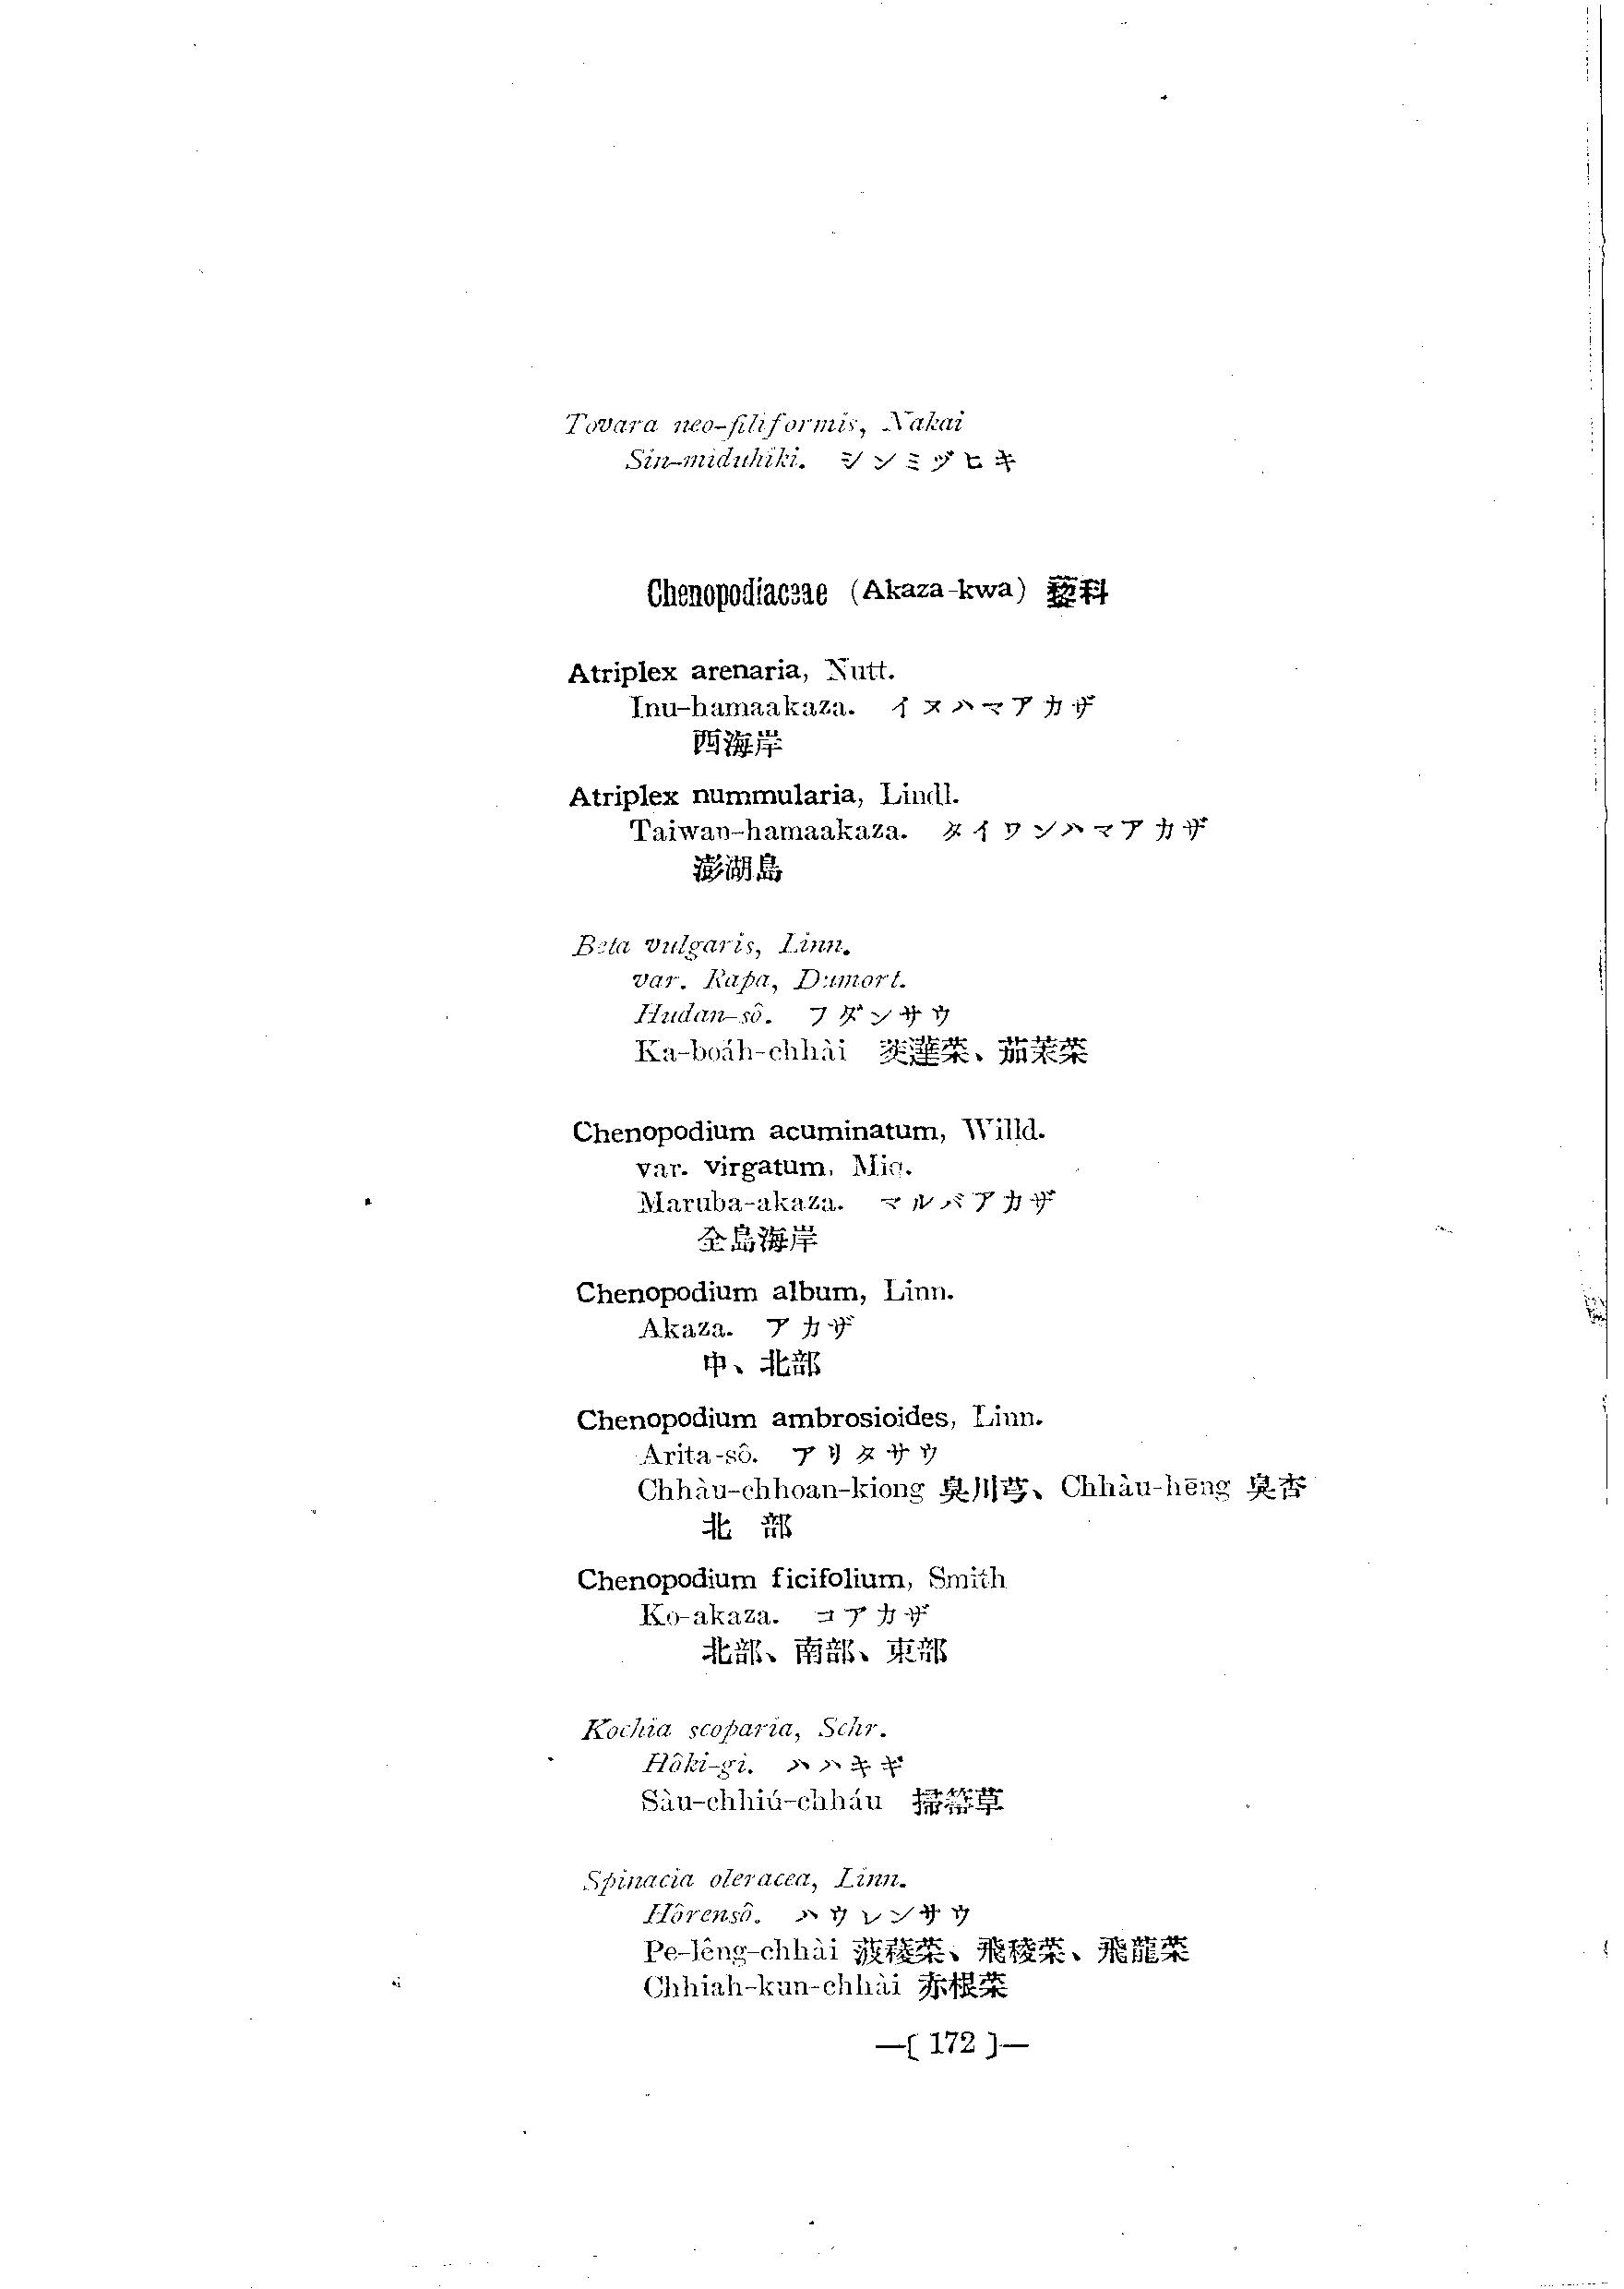 Tovara neo-filiformis, Nakai
Sin-miduhiki. シンミヅヒキ
Chenopodiaceae (Akaza-kwa) 藜科
Atriplex arenaria, Nutt.
Inu-hamaakaza. イヌハマアカザ
西海岸
Atriplex nummularia, Lindl.
Taiwan-hamaakaza. タイワンハマアカザ
澎湖島
Beta vulgaris, Linn.
var. Rapa, Dumort.
Hudan-sô. フダンサウ
Ka-boâh-chhài 莙薘菜、茄茉菜
Chenopodium acuminatum, Willd.
var. virgatum, Miq.
Maruba-akaza. マルバアカザ
全島海岸
Chenopodium album, Linn.
Akaza. アカザ
中、北部
Chenopodium ambrosioides, Linn.
Arita-sô. アリタサウ
Chhàu-chhoan-kiong 臭川芎、Chhàu-hēng 臭杏
北 部
Chenopodium ficifolium, Smith
Ko-akaza. コアカザ
北部、南部、東部
Kochia scoparia, Schr.
Hôki-gi. ハハキギ
Sàu-chhiú-chháu 掃箒草
Spinacia oleracea, Linn.
Hôrensô. ハウレンサウ
Pe-lêng-chhài 菠薐菜、飛稜菜、飛龍菜
Chhiah-kun-chhài 赤根菜
—( 172 )—